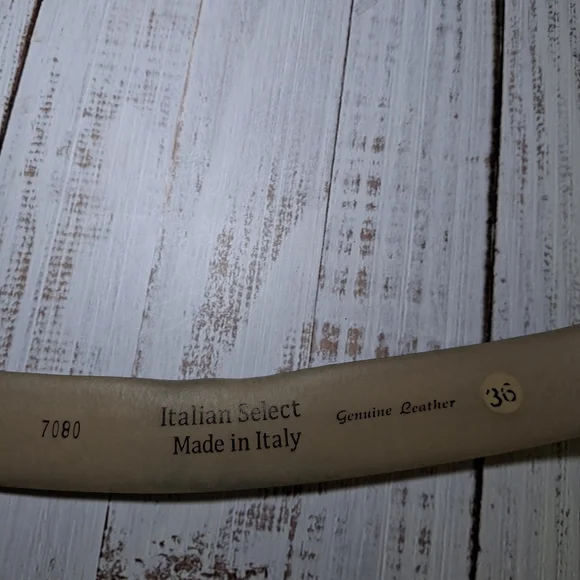 7080
Italian Select
Made in Italy
Genuine Leather
36